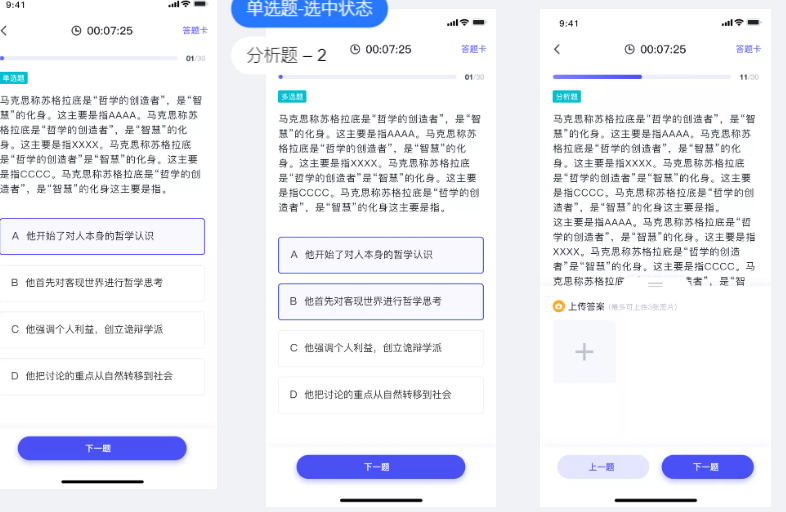 单选题-选中状态
分析题 – 2
9:41
00:07:25
答题卡
01/30
单选题
马克思称苏格拉底是“哲学的创造者”，是“智
慧”的化身。这主要是指AAAA。马克思称苏
格拉底是“哲学的创造者”，是“智慧”的化
身。这主要是指XXXX。马克思称苏格拉底
是“哲学的创造者”是“智慧”的化身。这主要
是指CCCC。马克思称苏格拉底是“哲学的创
造者”，是“智慧”的化身这主要是指。
A 他开始了对人本身的哲学认识
B 他首先对客现世界进行哲学思考
C 他强调个人利益，创立诡辩学派
D 他把讨论的重点从自然转移到社会
下一题
00:07:25
答题卡
01/30
多选题
马克思称苏格拉底是“哲学的创造者”，是“智
慧”的化身。这主要是指AAAA。马克思称苏
格拉底是“哲学的创造者”，是“智慧”的化
身。这主要是指XXXX。马克思称苏格拉底
是“哲学的创造者”是“智慧”的化身。这主要
是指CCCC。马克思称苏格拉底是“哲学的创
造者”，是“智慧”的化身这主要是指。
A 他开始了对人本身的哲学认识
B 他首先对客现世界进行哲学思考
C 他强调个人利益，创立诡辩学派
D 他把讨论的重点从自然转移到社会
下一题
9:41
00:07:25
答题卡
11/30
分析题
马克思称苏格拉底是“哲学的创造者”，是“智
慧”的化身。这主要是指AAAA。马克思称苏
格拉底是“哲学的创造者”，是“智慧”的化
身。这主要是指XXXX。马克思称苏格拉底
是“哲学的创造者”是“智慧”的化身。这主要
是指CCCC。马克思称苏格拉底是“哲学的创
造者”，是“智慧”的化身这主要是指。
这主要是指AAAA。马克思称苏格拉底是“哲
学的创造者”，是“智慧”的化身。这主要是指
XXXX。马克思称苏格拉底是“哲学的创造
者”是“智慧”的化身。这主要是指CCCC。马
克思称苏格拉底是“哲学的创造者”，是“智
上传答案（最多可上传3张图片）
上一题
下一题